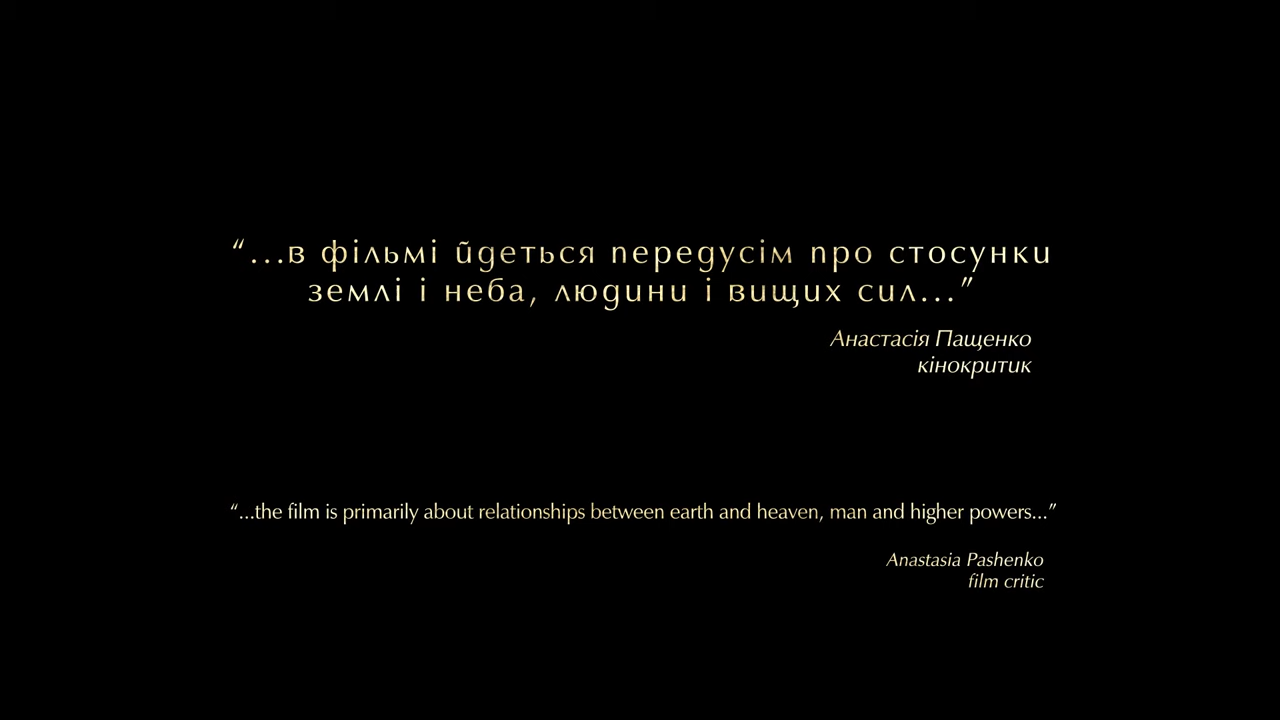 “...в фільмі йдеться передусім про стосунки
землі і неба, людини і вищих сил...”
Анастасія Пащенко
кінокритик
“...the film is primarily about relationships between earth and heaven, man and higher powers...”
Anastasia Pashenko
film critic